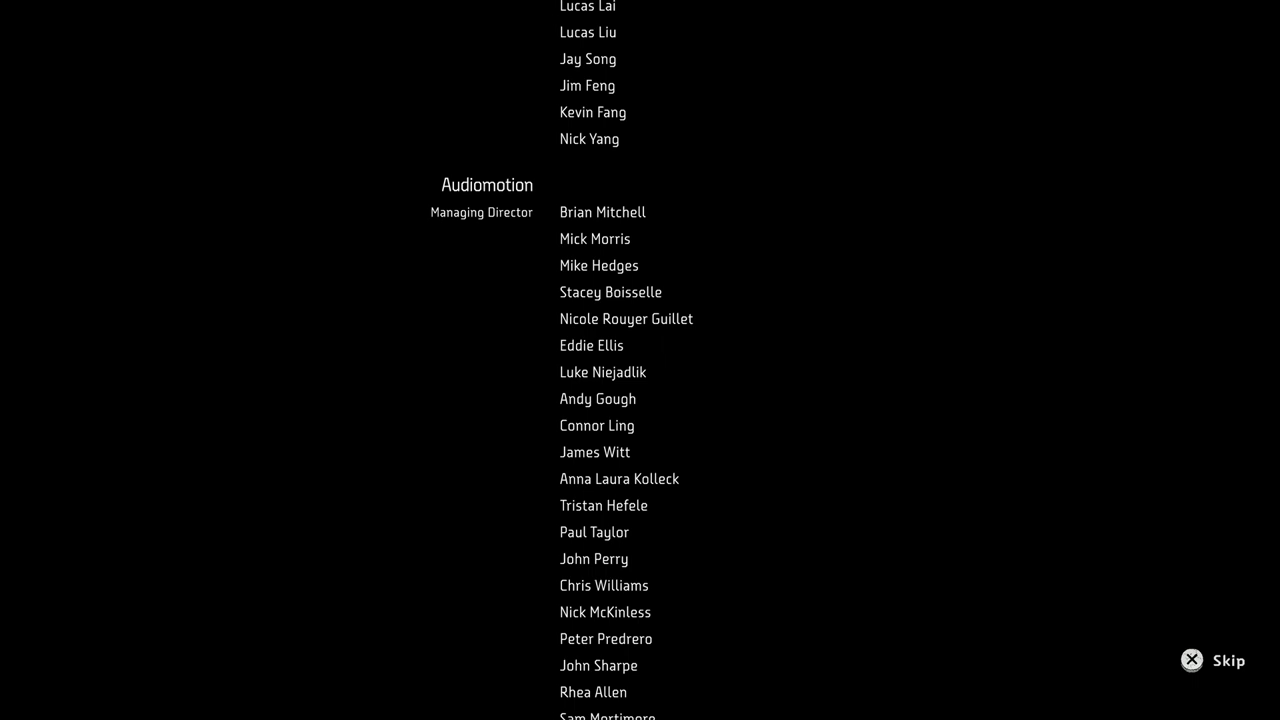 Lucas Lai
Lucas Liu
Jay Song
Jim Feng
Kevin Fang
Nick Yang
Audiomotion
Managing Director Brian Mitchell
Mick Morris
Mike Hedges
Stacey Boisselle
Nicole Rouyer Guillet
Eddie Ellis
Luke Niejadlik
Andy Gough
Connor Ling
James Witt
Anna Laura Kolleck
Tristan Hefele
Paul Taylor
John Perry
Chris Williams
Nick McKinless
Peter Predrero
John Sharpe
Skip
Rhea Allen
Sam Mortimore